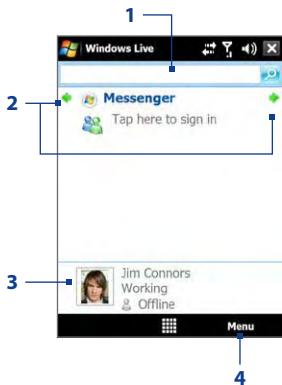 1
Windows Live
2
Messenger
Tap here to sign in
3
Jim Connors
Working
Offline
Menu
4